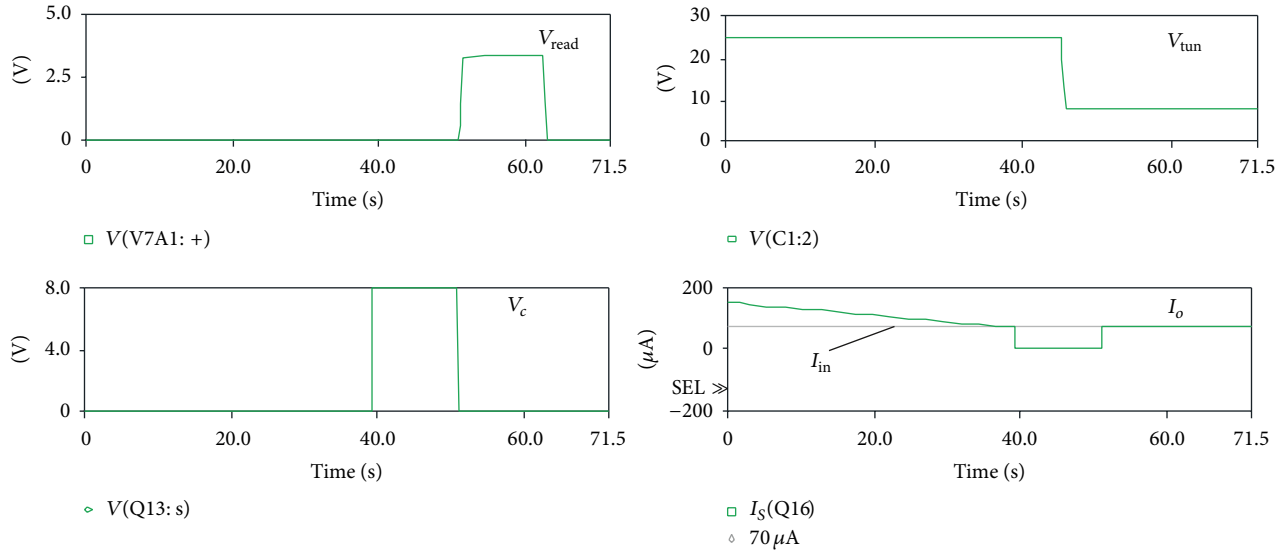 5.0
2.5
0
(V)
V_read
0 20.0 40.0 60.0 71.5
Time (s)
V(V7A1: +)
30
20
10
0
(V)
V_tun
0 20.0 40.0 60.0 71.5
Time (s)
V(C1:2)
8.0
4.0
0
(V)
V_c
0 20.0 40.0 60.0 71.5
Time (s)
V(Q13: s)
200
0
−200
(μA)
SEL ≫
I_o
I_in
0 20.0 40.0 60.0 71.5
Time (s)
I_S(Q16)
70 μA